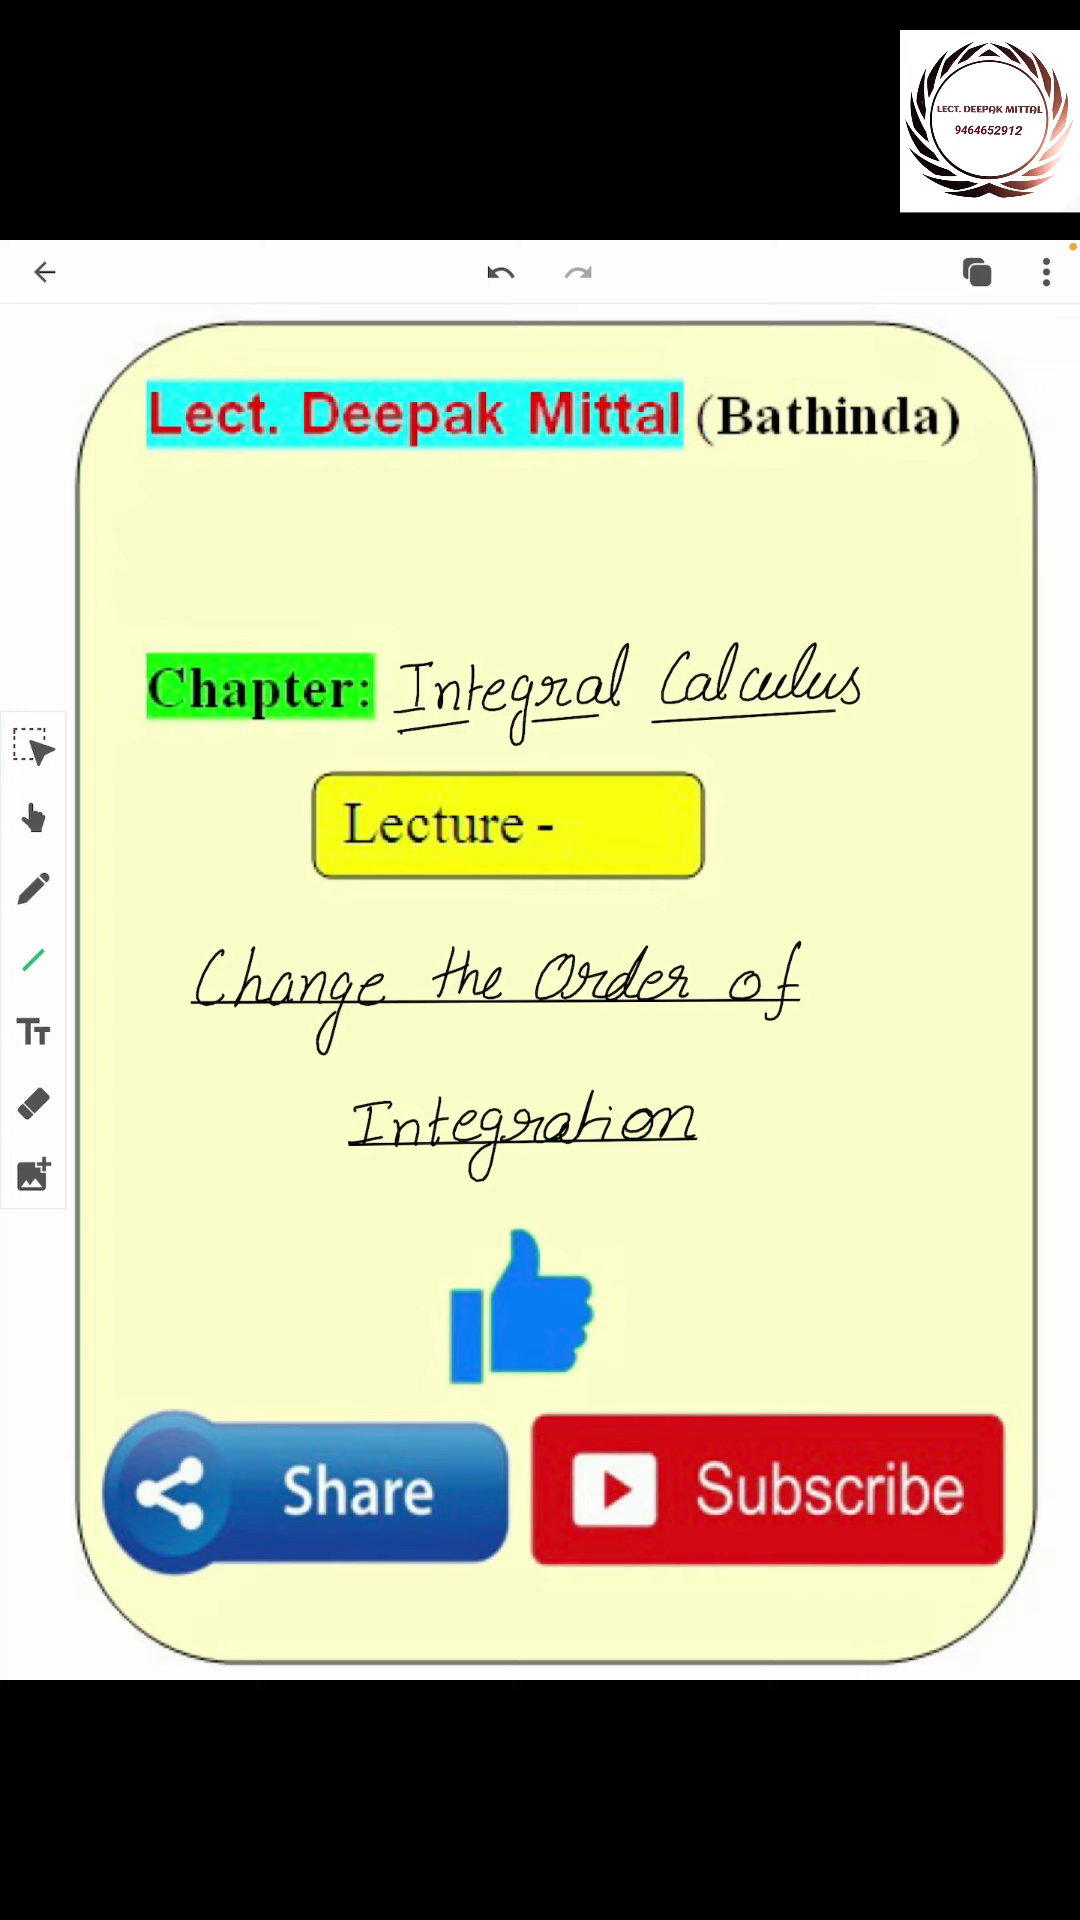 LECT. DEEPAK MITTAL
9464652912
Lect. Deepak Mittal (Bathinda)
Chapter: Integral Calculus
Lecture -
Change the Order of
Integration
Share
Subscribe
TT